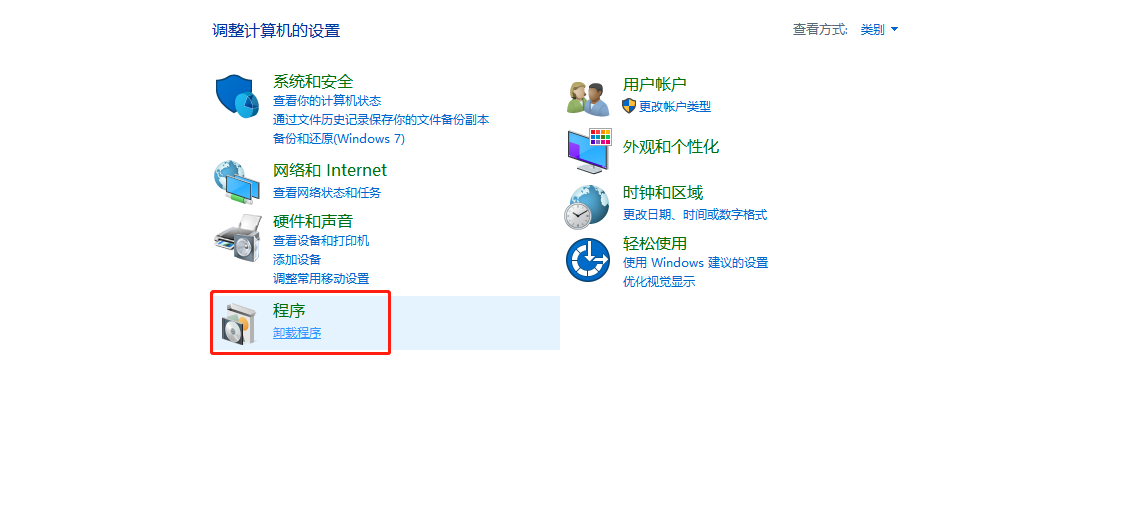 调整计算机的设置
查看方式: 类别
系统和安全
查看你的计算机状态
通过文件历史记录保存你的文件备份副本
备份和还原(Windows 7)
网络和 Internet
查看网络状态和任务
硬件和声音
查看设备和打印机
添加设备
调整常用移动设置
程序
卸载程序
用户帐户
更改帐户类型
外观和个性化
时钟和区域
更改日期、时间或数字格式
轻松使用
使用 Windows 建议的设置
优化视觉显示